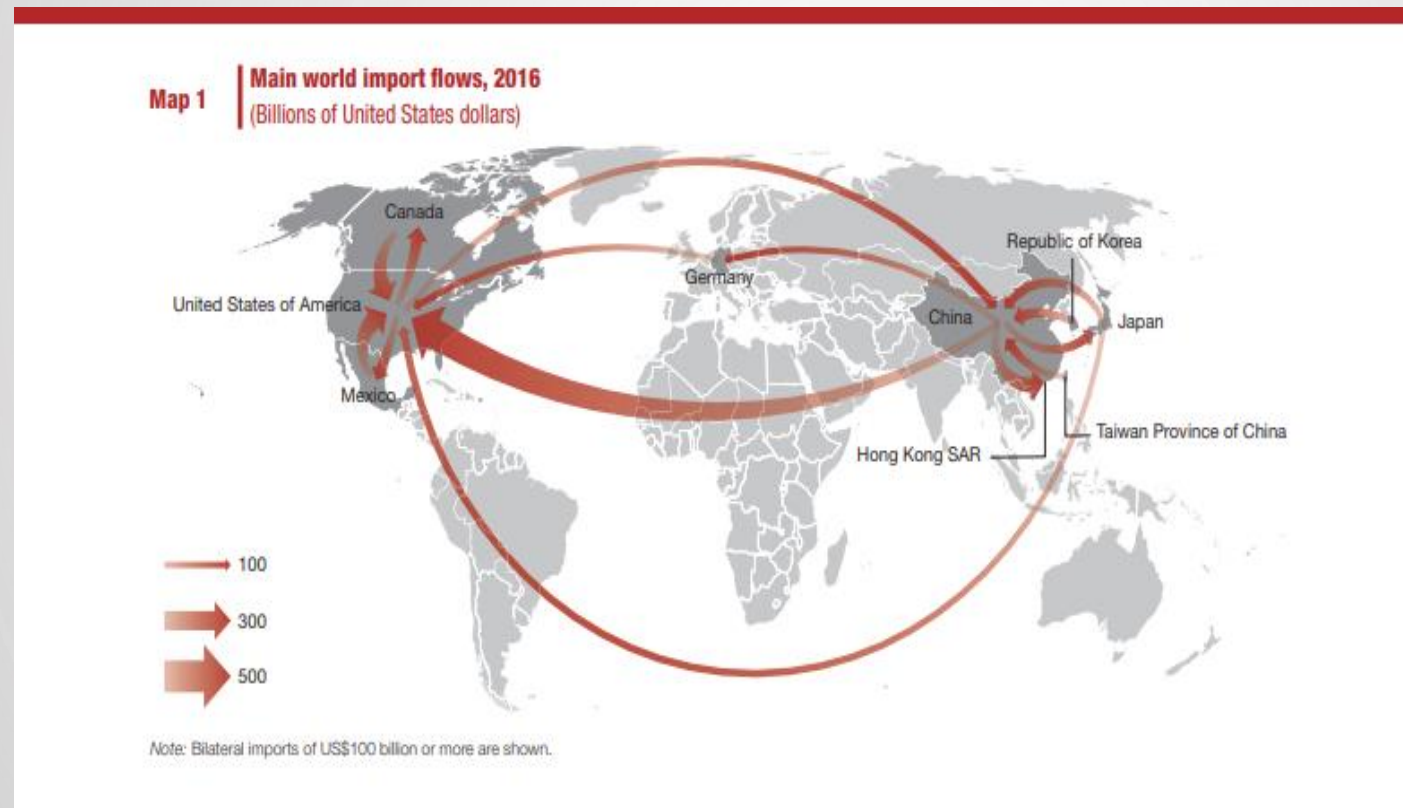 Map 1
Main world import flows, 2016
(Billions of United States dollars)
Canada
Republic of Korea
Germany
United States of America
China
Japan
Mexico
Taiwan Province of China
Hong Kong SAR
100
300
500
Note: Bilateral imports of US$100 billion or more are shown.